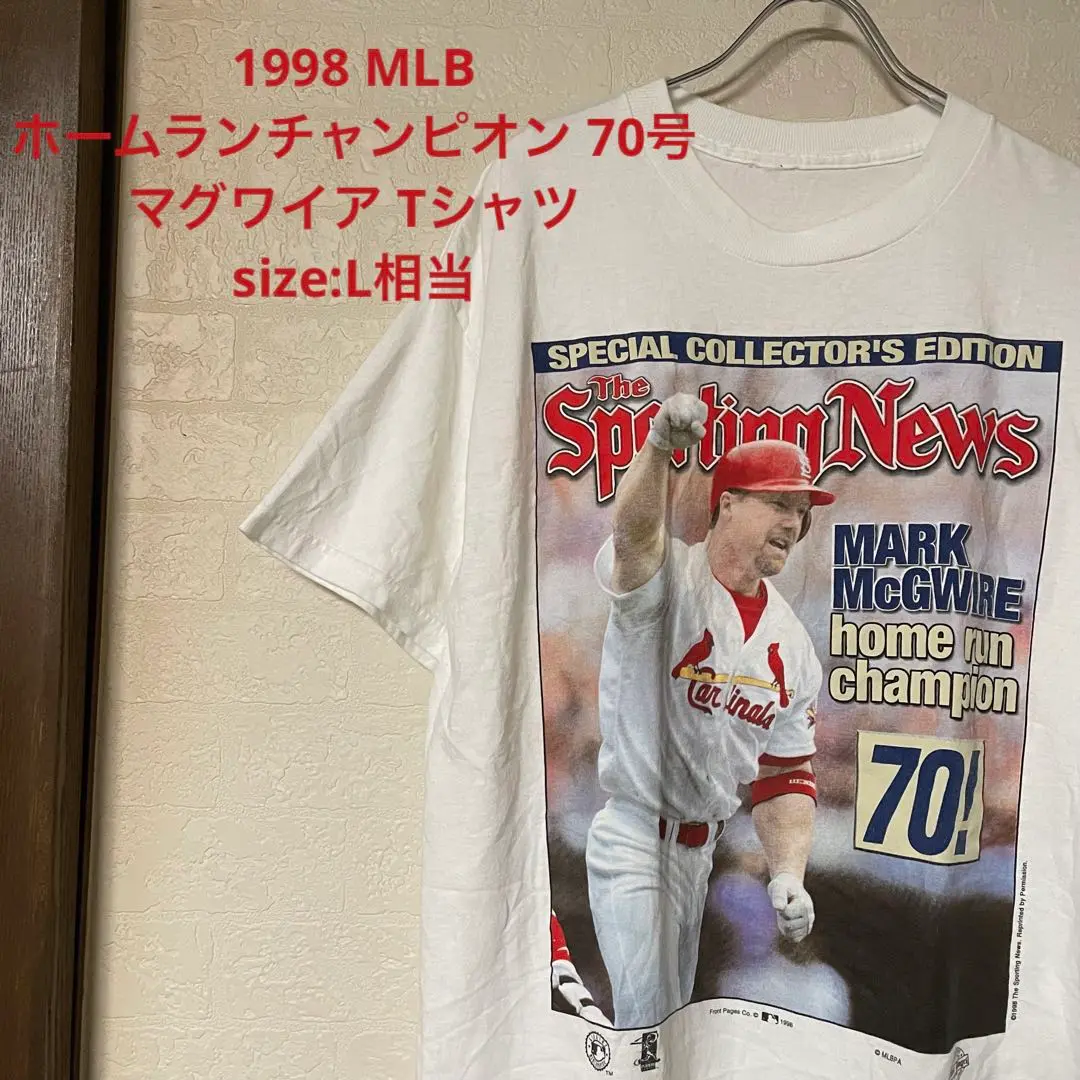 1998 MLB
ホームランチャンピオン 70号
マグワイア Tシャツ
size:L相当
SPECIAL COLLECTOR'S EDITION
The
Sporting News
MARK
McGWIRE
home run
champion
70!
Cardinals
©1998 The Sporting News. Reprinted by Permission.
Front Pages Co. © 1998
TM
© MLBPA